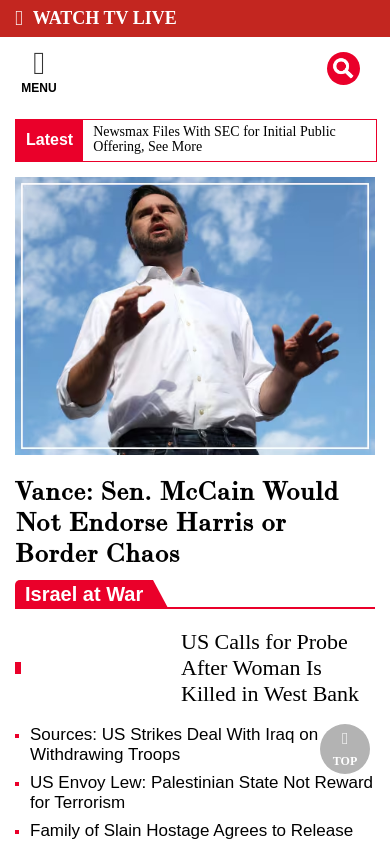 WATCH TV LIVE
MENU
Latest
Newsmax Files With SEC for Initial Public
Offering, See More
Vance: Sen. McCain Would
Not Endorse Harris or
Border Chaos
Israel at War
US Calls for Probe
After Woman Is
Killed in West Bank
Sources: US Strikes Deal With Iraq on
Withdrawing Troops
TOP
US Envoy Lew: Palestinian State Not Reward
for Terrorism
Family of Slain Hostage Agrees to Release